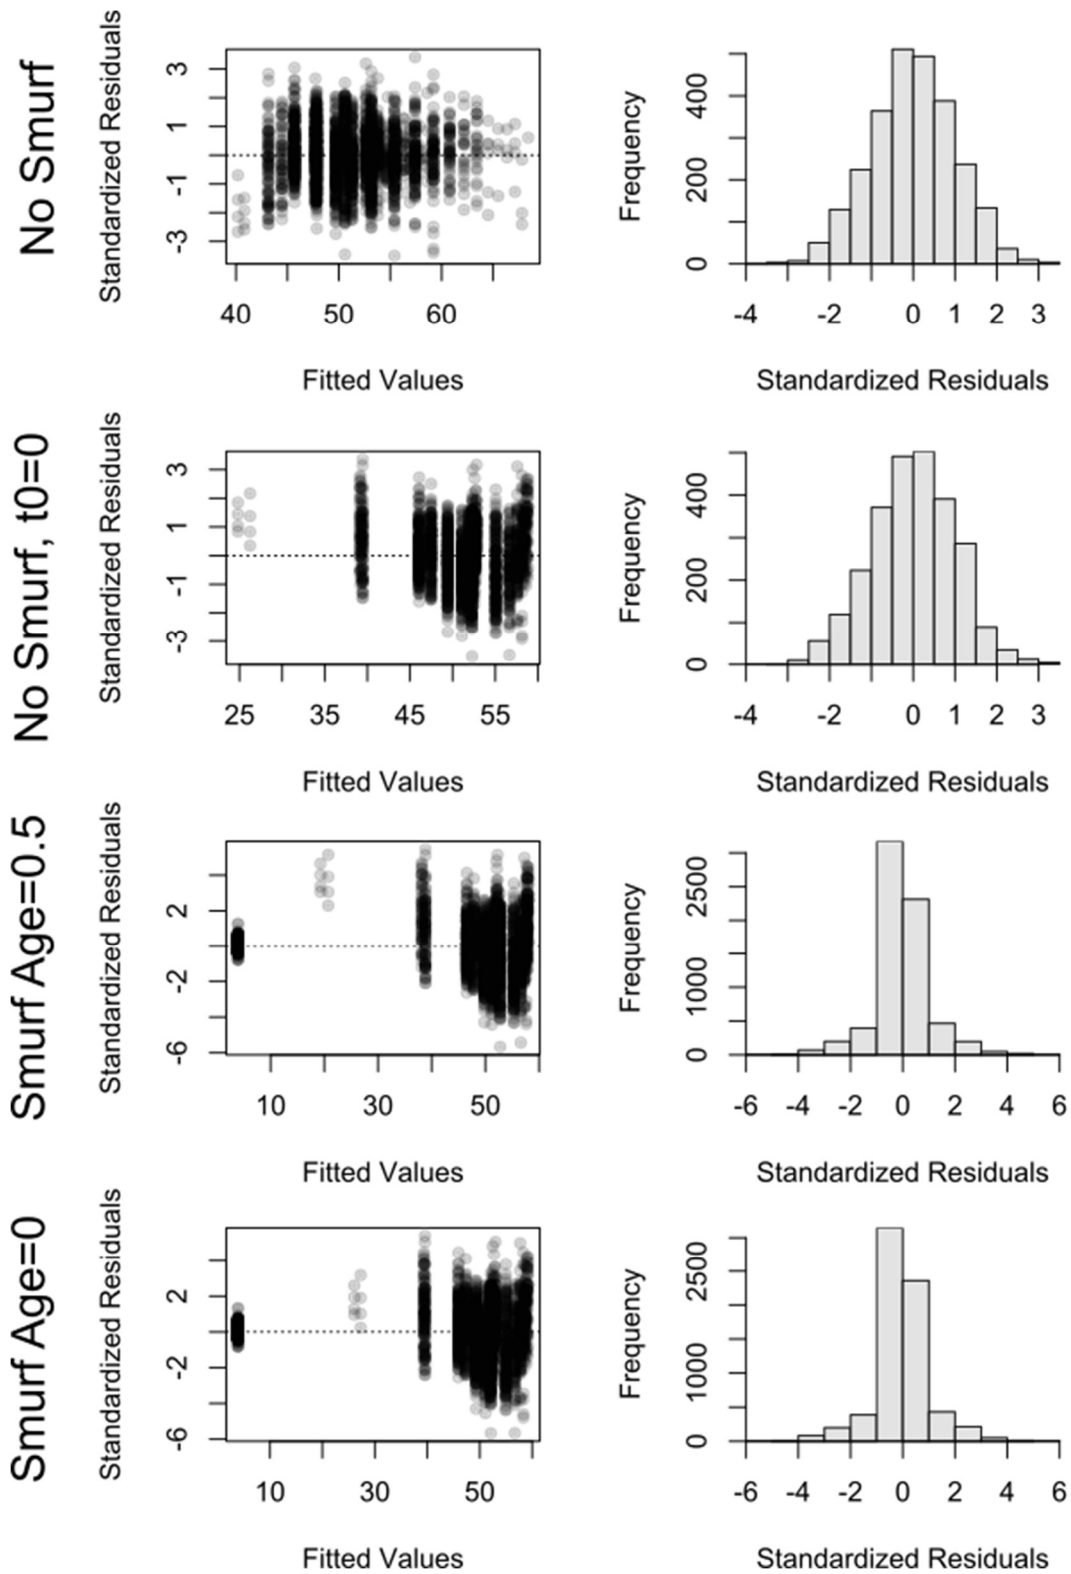 No Smurf
Standardized Residuals
3
1
-1
-3
40 50 60
Fitted Values
Frequency
400
200
0
-4 -2 0 1 2 3
Standardized Residuals
No Smurf, t0=0
Standardized Residuals
3
1
-1
-3
25 35 45 55
Fitted Values
Frequency
400
200
0
-4 -2 0 1 2 3
Standardized Residuals
Smurf Age=0.5
Standardized Residuals
2
-2
-6
10 30 50
Fitted Values
Frequency
2500
1000
0
-6 -4 -2 0 2 4 6
Standardized Residuals
Smurf Age=0
Standardized Residuals
2
-2
-6
10 30 50
Fitted Values
Frequency
2500
1000
0
-6 -4 -2 0 2 4 6
Standardized Residuals